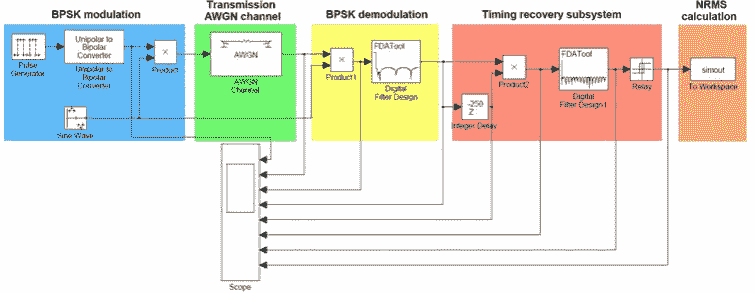 BPSK modulation
Transmission
AWGN channel
BPSK demodulation
Timing recovery subsystem
NRMS
calculation
Pulse
Generator
Unipolar to
Bipolar
Converter
Unipolar to
Bipolar
Converter
×
Product
Sine Wave
AWGN
AWGN
Channel
×
Product1
FDATool
Digital
Filter Design
-250
Z
Integer Delay
×
Product2
FDATool
Digital
Filter Design1
Relay
simout
To Workspace
Scope